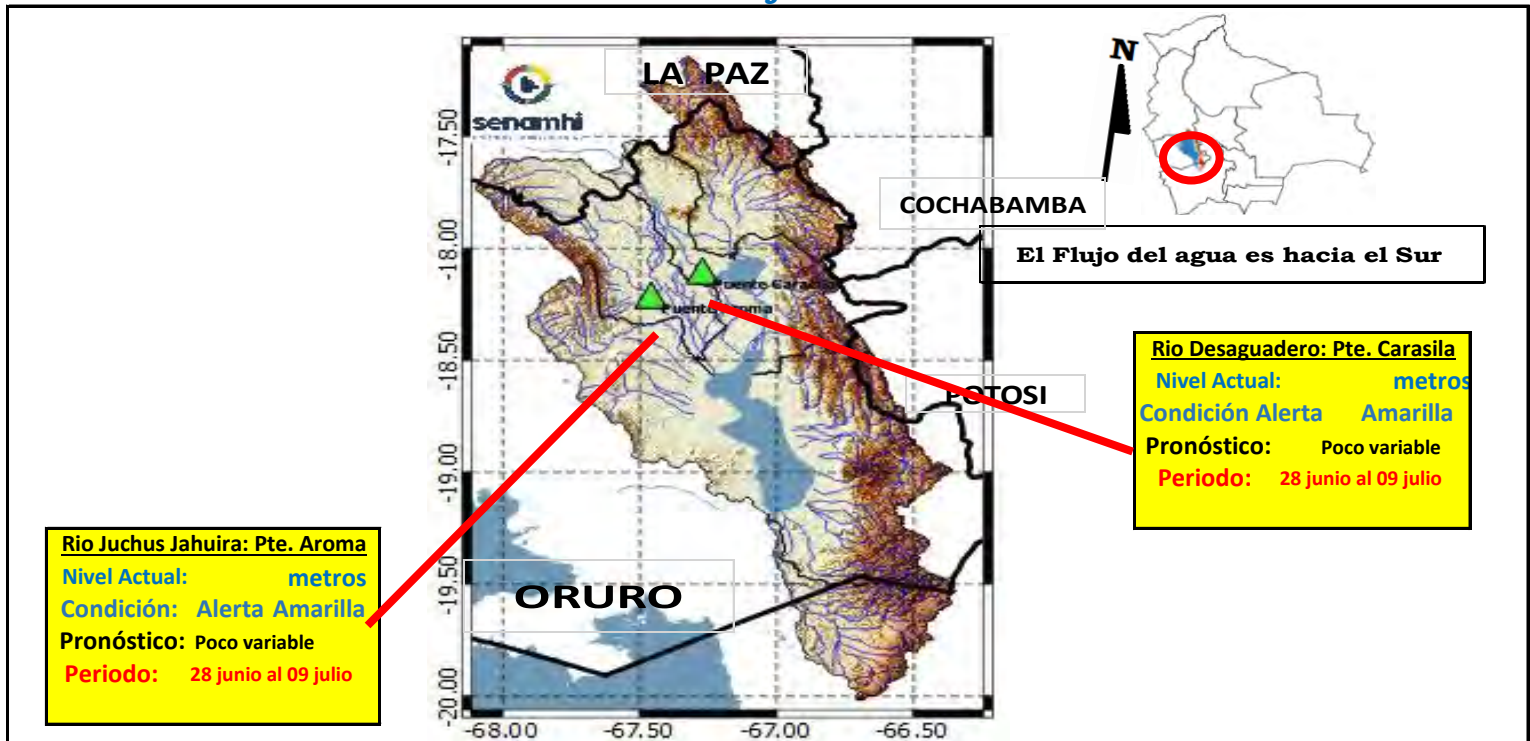 LA PAZ
senamhi
N
COCHABAMBA
El Flujo del agua es hacia el Sur
-17.50
-18.00
-18.50
-19.00
-19.50
-20.00
-68.00
-67.50
-67.00
-66.50
Puente
Puente
POTOSI
ORURO
Rio Desaguadero: Pte. Carasila
Nivel Actual: metros
Condición Alerta Amarilla
Pronóstico: Poco variable
Periodo: 28 junio al 09 julio
Rio Juchus Jahuira: Pte. Aroma
Nivel Actual: metros
Condición: Alerta Amarilla
Pronóstico: Poco variable
Periodo: 28 junio al 09 julio